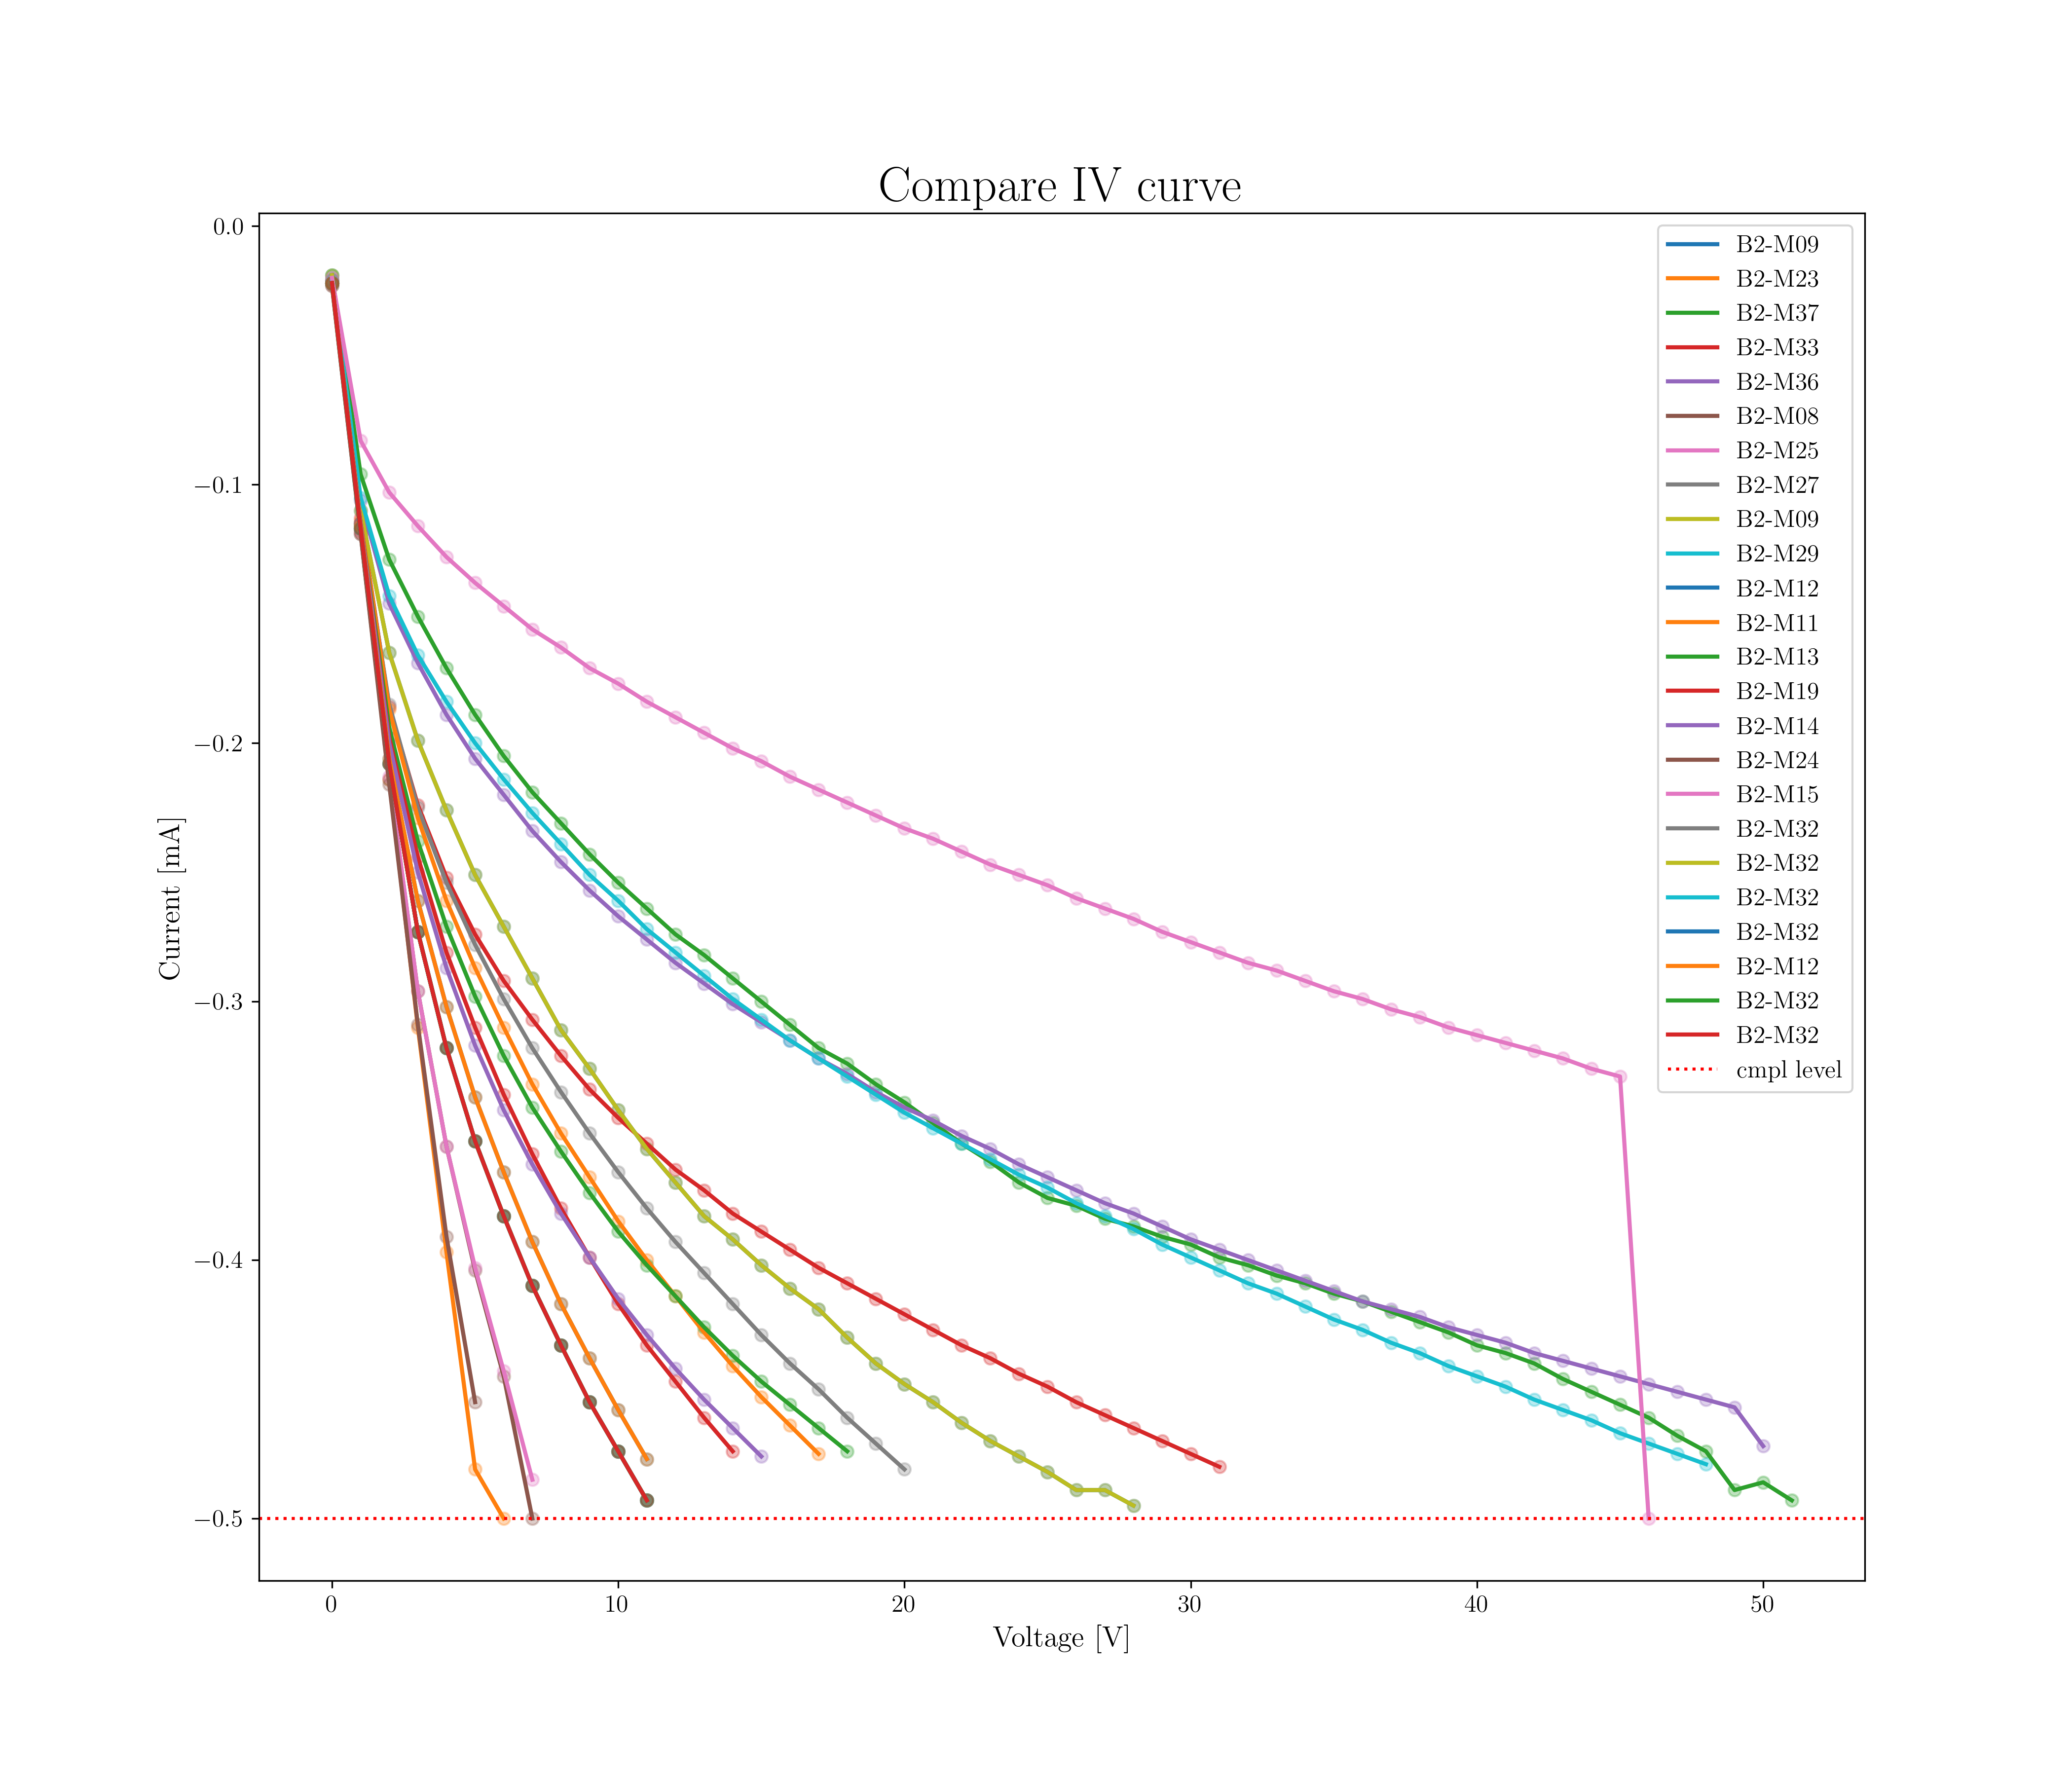 Compare IV curve
0.0
−0.1
−0.2
−0.3
−0.4
−0.5
Current [mA]
0
10
20
30
40
50
Voltage [V]
B2-M09
B2-M23
B2-M37
B2-M33
B2-M36
B2-M08
B2-M25
B2-M27
B2-M09
B2-M29
B2-M12
B2-M11
B2-M13
B2-M19
B2-M14
B2-M24
B2-M15
B2-M32
B2-M32
B2-M32
B2-M32
B2-M12
B2-M32
B2-M32
cmpl level